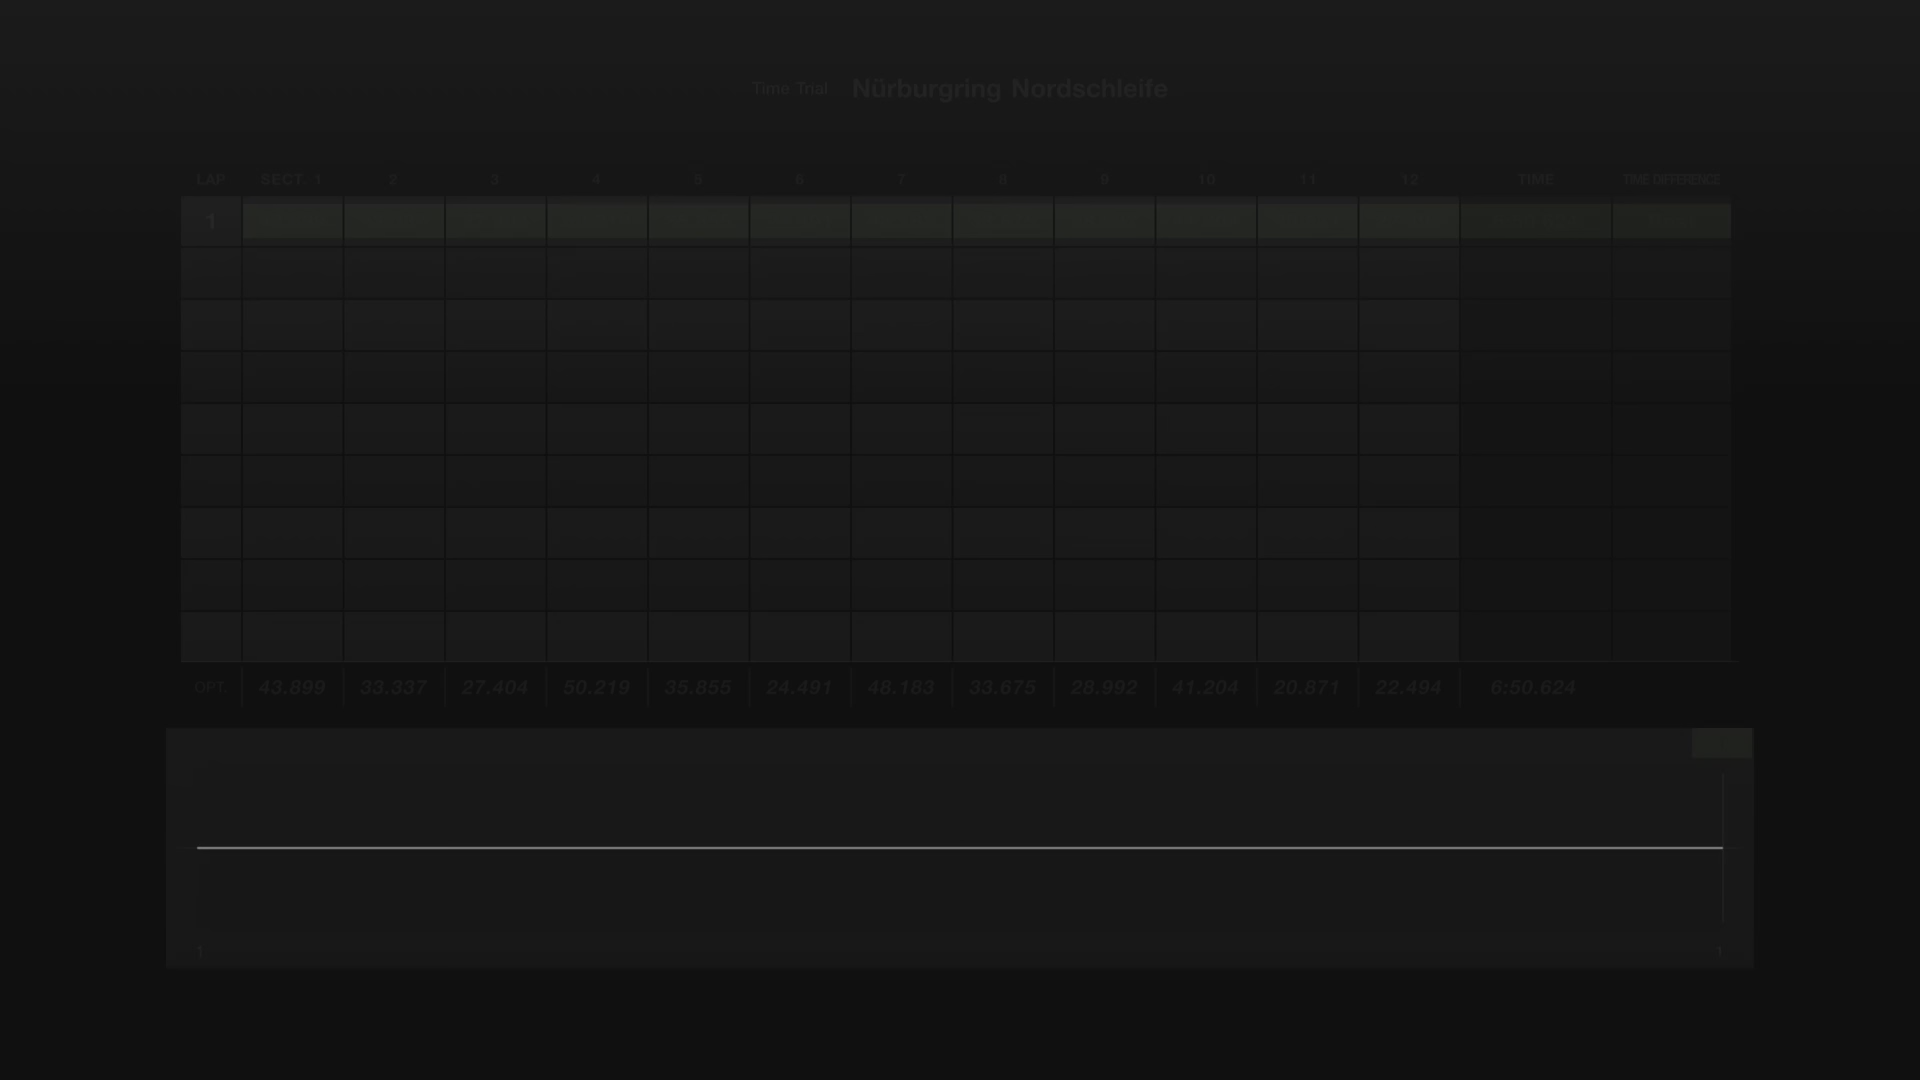 Time Trial Nürburgring Nordschleife
LAP SECT. 1 2 3 4 5 6 7 8 9 10 11 12 TIME TIME DIFFERENCE
1
OPT. 43.899 33.337 27.404 50.219 35.855 24.491 48.183 33.675 28.992 41.204 20.871 22.494 6:50.624
1 1